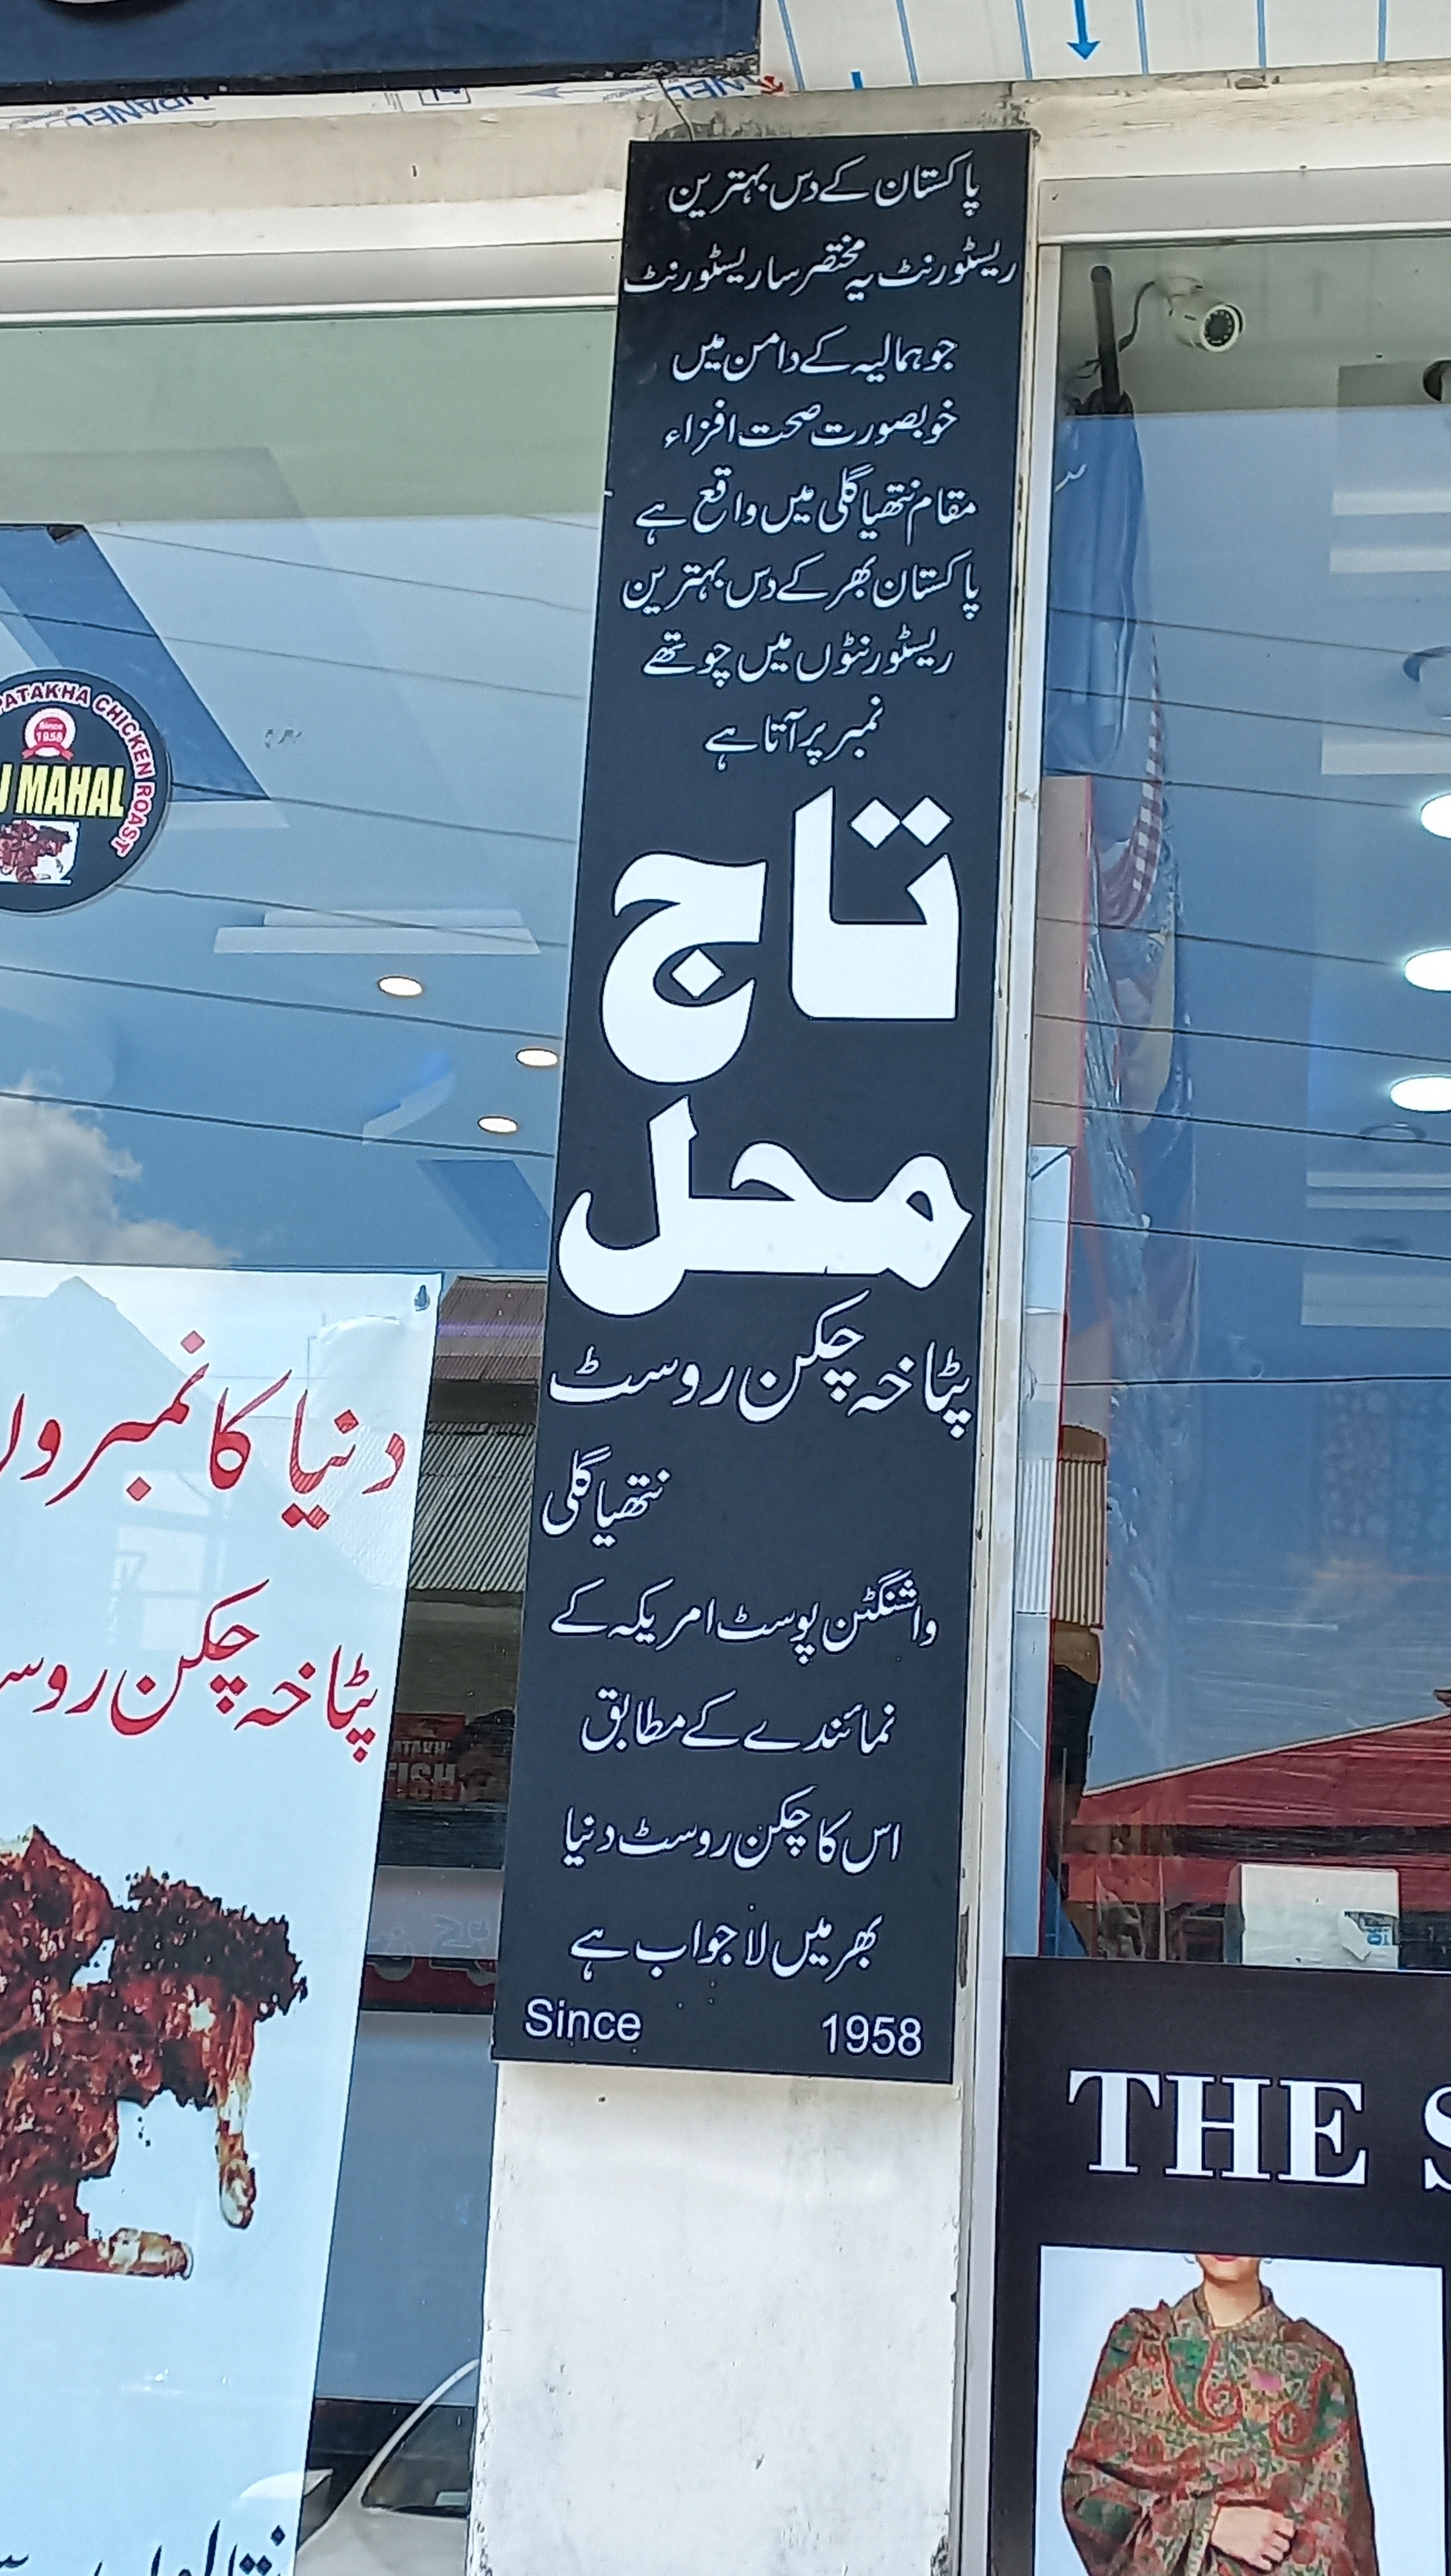 پاکستان کے دس بہترین
ریسٹورنٹ یہ مختصر سا ریسٹورنٹ
جو ہمالیہ کے دامن میں
خوبصورت صحت افزاء
مقام نتھیا گلی میں واقع ہے
پاکستان بھر کے دس بہترین
ریسٹورنٹوں میں چوتھے
نمبر پر آتا ہے
تاج
محل
پٹاخہ چکن روسٹ
نتھیا گلی
واشنگٹن پوسٹ امریکہ کے
نمائندے کے مطابق
اس کا چکن روسٹ دنیا
بھر میں لاجواب ہے
Since 1958
PATAKHA CHICKEN ROAST
Since
1958
MAHAL
دنیا کا نمبر
پٹاخہ چکن
FISH
THE